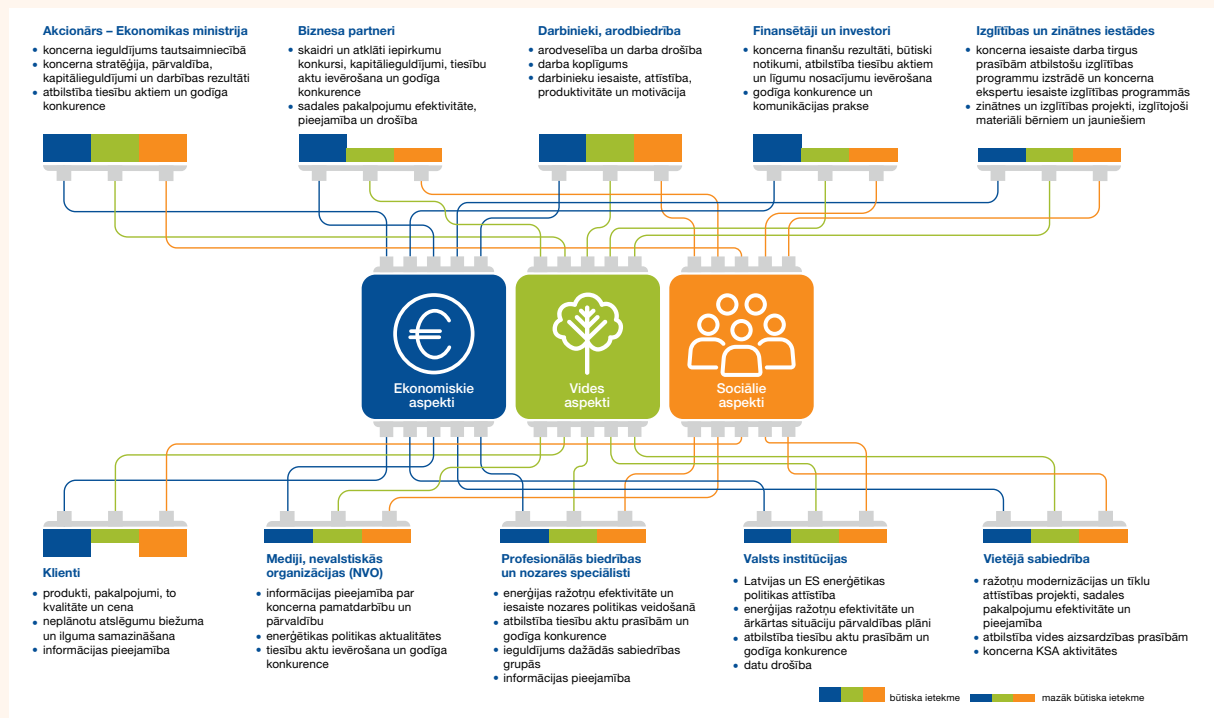 Akcionārs – Ekonomikas ministrija
• koncerna ieguldījums tautsaimniecībā
• koncerna stratēģija, pārvaldība,
kapitālieguldījumi un darbības rezultāti
• atbilstība tiesību aktiem un godīga
konkurence
Biznesa partneri
• skaidri un atklāti iepirkumu
konkursi, kapitālieguldījumi, tiesību
aktu ievērošana un godīga
konkurence
• sadales pakalpojumu efektivitāte,
pieejamība un drošība
Darbinieki, arodbiedrība
• arodveselība un darba drošība
• darba koplīgums
• darbinieku iesaiste, attīstība,
produktivitāte un motivācija
Finansētāji un investori
• koncerna finanšu rezultāti, būtiski
notikumi, atbilstība tiesību aktiem
un līgumu nosacījumu ievērošana
• godīga konkurence un
komunikācijas prakse
Izglītības un zinātnes iestādes
• koncerna iesaiste darba tirgus
prasībām atbilstošu izglītības
programmu izstrādē un koncerna
ekspertu iesaiste izglītības programmās
• zinātnes un izglītības projekti, izglītojoši
materiāli bērniem un jauniešiem
Ekonomiskie
aspekti
Vides
aspekti
Sociālie
aspekti
Klienti
• produkti, pakalpojumi, to
kvalitāte un cena
• neplānotu atslēgumu biežuma
un ilguma samazināšana
• informācijas pieejamība
Mediji, nevalstiskās
organizācijas (NVO)
• informācijas pieejamība par
koncerna pamatdarbību un
pārvaldību
• enerģētikas politikas aktualitātes
• tiesību aktu ievērošana un godīga
konkurence
Profesionālās biedrības
un nozares speciālisti
• enerģijas ražotņu efektivitāte un
iesaiste nozares politikas veidošanā
• atbilstība tiesību aktu prasībām un
godīga konkurence
• ieguldījums dažādās sabiedrības
grupās
• informācijas pieejamība
Valsts institūcijas
• Latvijas un ES enerģētikas
politikas attīstība
• enerģijas ražotņu efektivitāte un
ārkārtas situāciju pārvaldības plāni
• atbilstība tiesību aktu prasībām un
godīga konkurence
• datu drošība
Vietējā sabiedrība
• ražotņu modernizācijas un tīklu
attīstības projekti, sadales
pakalpojumu efektivitāte un
pieejamība
• atbilstība vides aizsardzības prasībām
• koncerna KSA aktivitātes
būtiska ietekme
mazāk būtiska ietekme